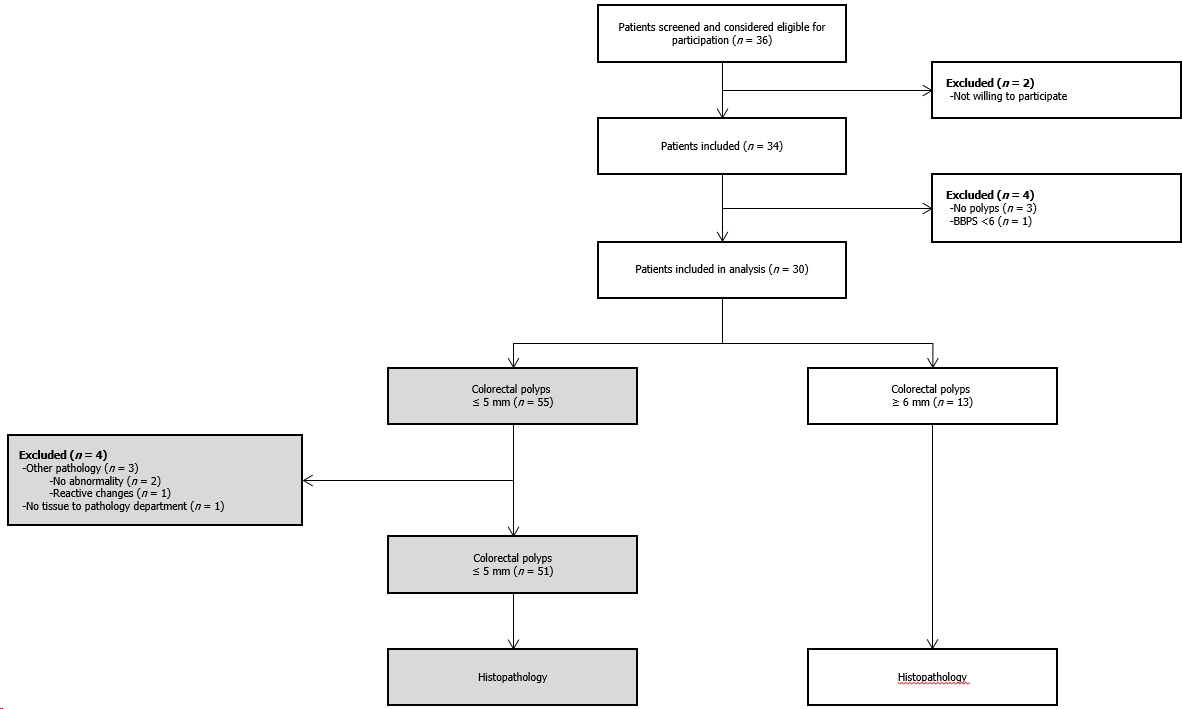 Patients screened and considered eligible for
participation (n = 36)
Excluded (n = 2)
-Not willing to participate
Patients included (n = 34)
Excluded (n = 4)
-No polyps (n = 3)
-BBPS <6 (n = 1)
Patients included in analysis (n = 30)
Colorectal polyps
≤ 5 mm (n = 55)
Colorectal polyps
≥ 6 mm (n = 13)
Excluded (n = 4)
-Other pathology (n = 3)
-No abnormality (n = 2)
-Reactive changes (n = 1)
-No tissue to pathology department (n = 1)
Colorectal polyps
≤ 5 mm (n = 51)
Histopathology
Histopathology